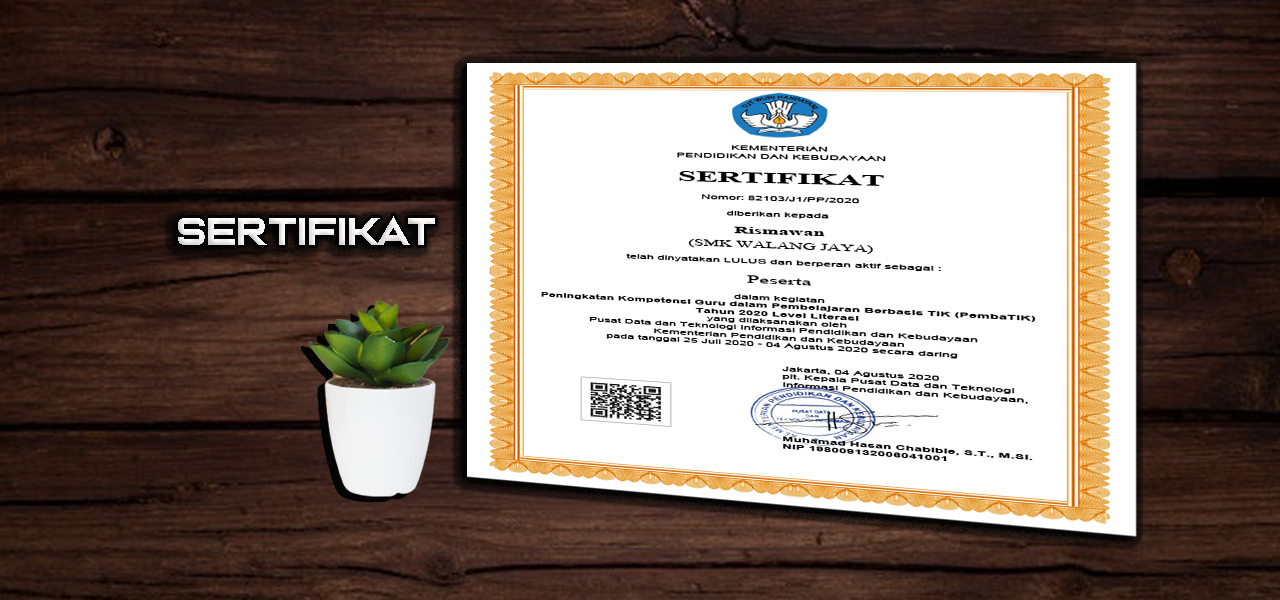 SERTIFIKAT
TUT WURI HANDAYANI
KEMENTERIAN
PENDIDIKAN DAN KEBUDAYAAN
SERTIFIKAT
Nomor: 82103/J1/PP/2020
diberikan kepada
Rismawan
(SMK WALANG JAYA)
telah dinyatakan LULUS dan berperan aktif sebagai :
Peserta
dalam kegiatan
Peningkatan Kompetensi Guru dalam Pembelajaran Berbasis TIK (PembaTIK)
Tahun 2020 Level Literasi
yang dilaksanakan oleh
Pusat Data dan Teknologi Informasi Pendidikan dan Kebudayaan
Kementerian Pendidikan dan Kebudayaan
pada tanggal 25 Juli 2020 - 04 Agustus 2020 secara daring
Jakarta, 04 Agustus 2020
plt. Kepala Pusat Data dan Teknologi
Informasi Pendidikan dan Kebudayaan,
PENDIDIKAN DAN
PUSAT DATA
DAN
Muhamad Hasan Chabibie, S.T., M.Si.
NIP 198009132006041001